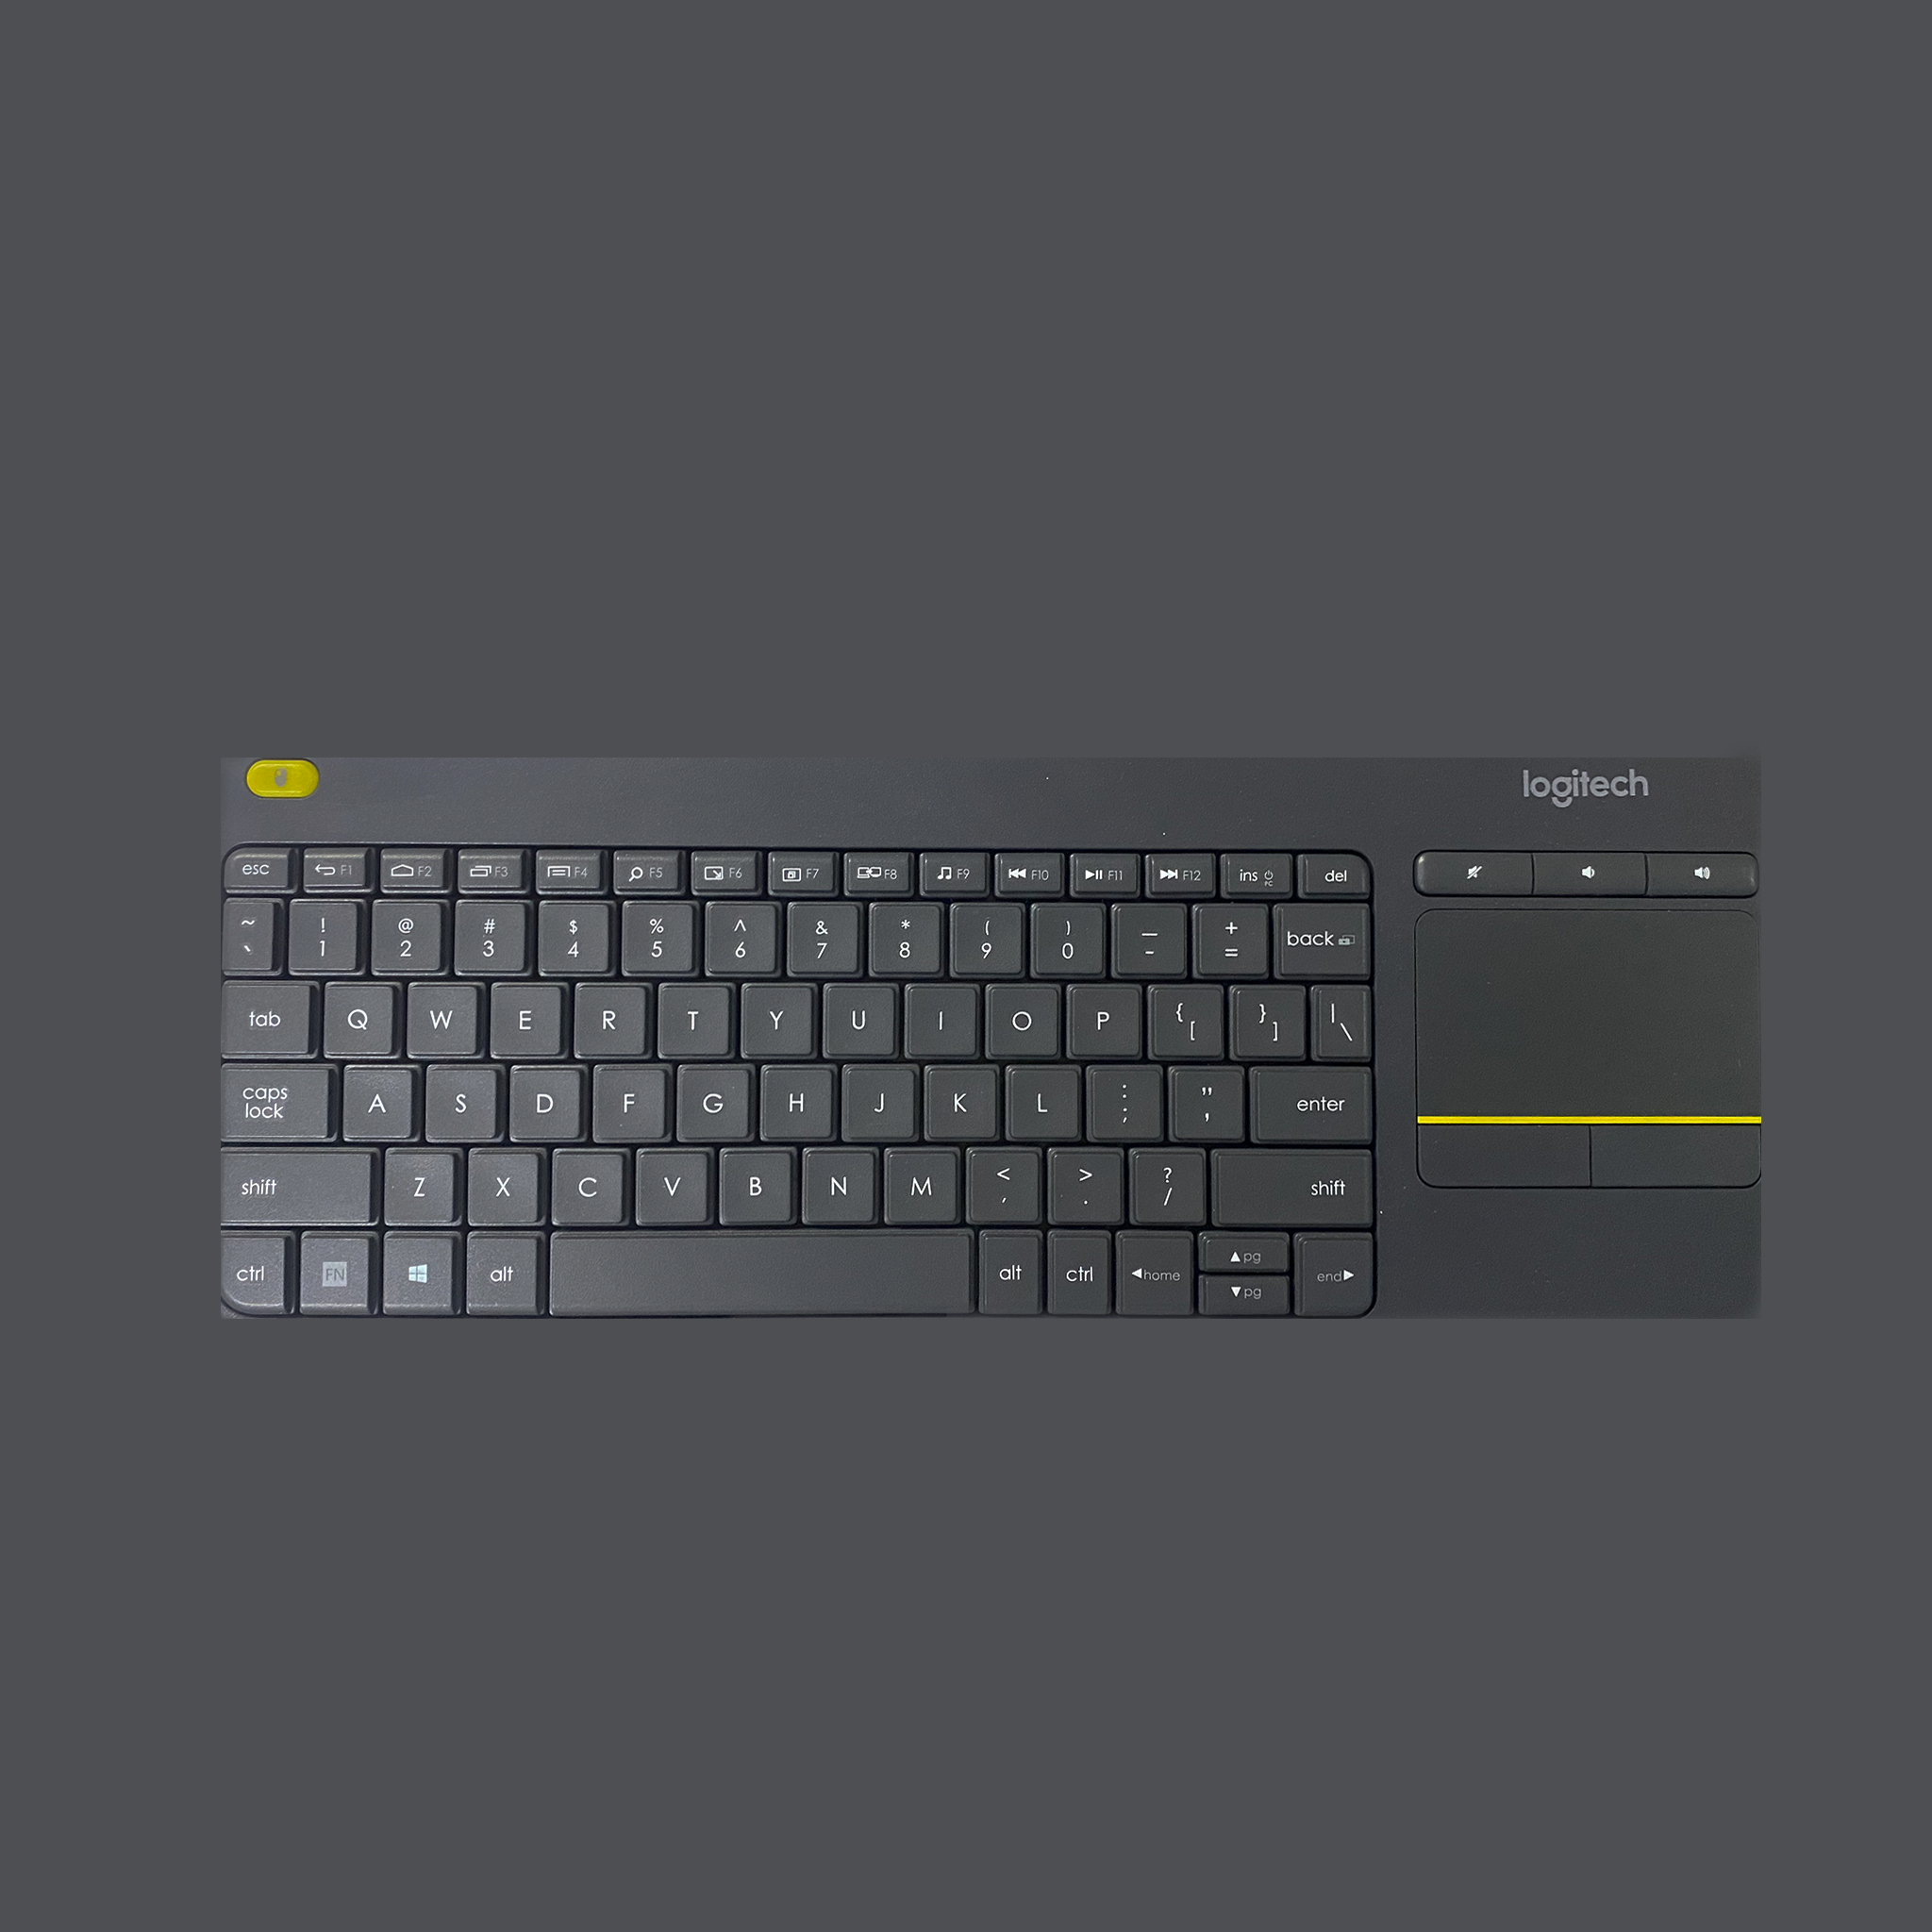 logitech
esc F1 F2 F3 F4 F5 F6 F7 F8 F9 F10 F11 F12 ins PC del
~ ! @ # $ % ^ & * ( ) — +
` 1 2 3 4 5 6 7 8 9 0 - = back
tab Q W E R T Y U I O P { [ } ] | \
caps lock A S D F G H J K L : ; " ' enter
shift Z X C V B N M < , > . ? / shift
ctrl FN alt alt ctrl ◀home ▲pg ▼pg end▶